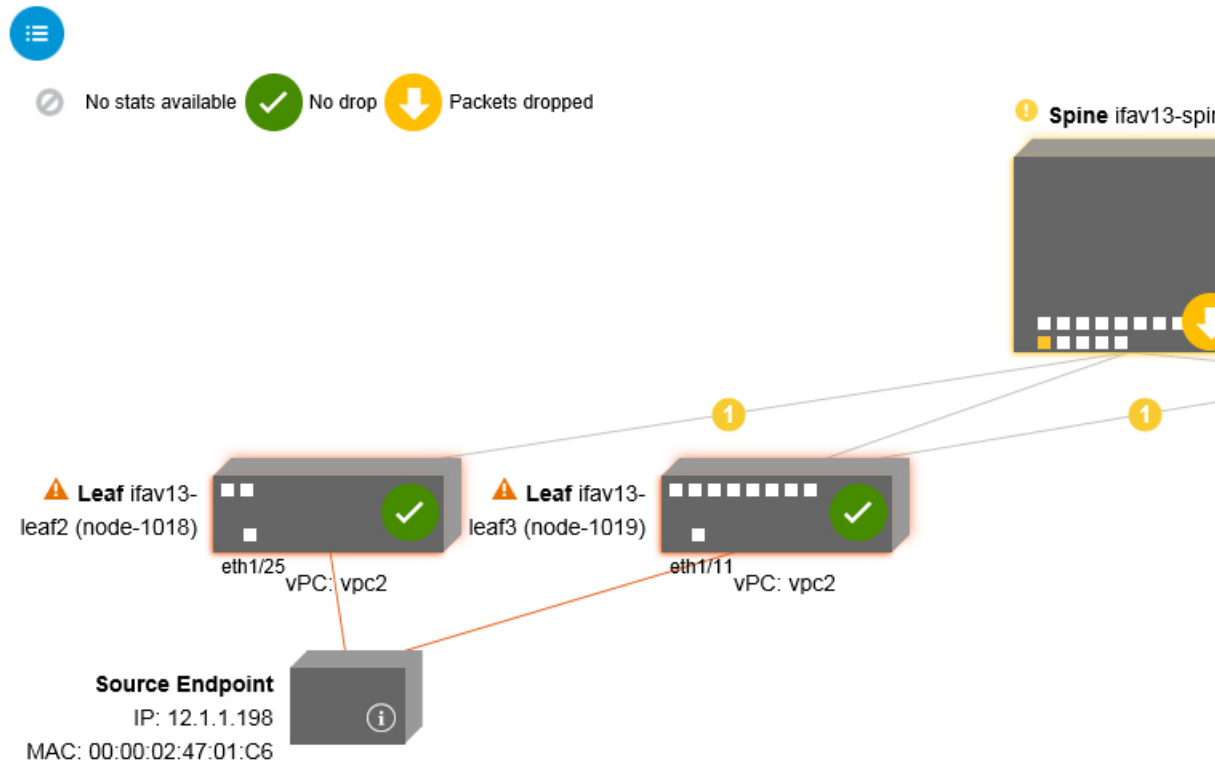 No stats available No drop Packets dropped
Spine ifav13-spin
1 1
Leaf ifav13-
leaf2 (node-1018)
eth1/25
vPC: vpc2
Leaf ifav13-
leaf3 (node-1019)
eth1/11
vPC: vpc2
Source Endpoint
IP: 12.1.1.198
MAC: 00:00:02:47:01:C6